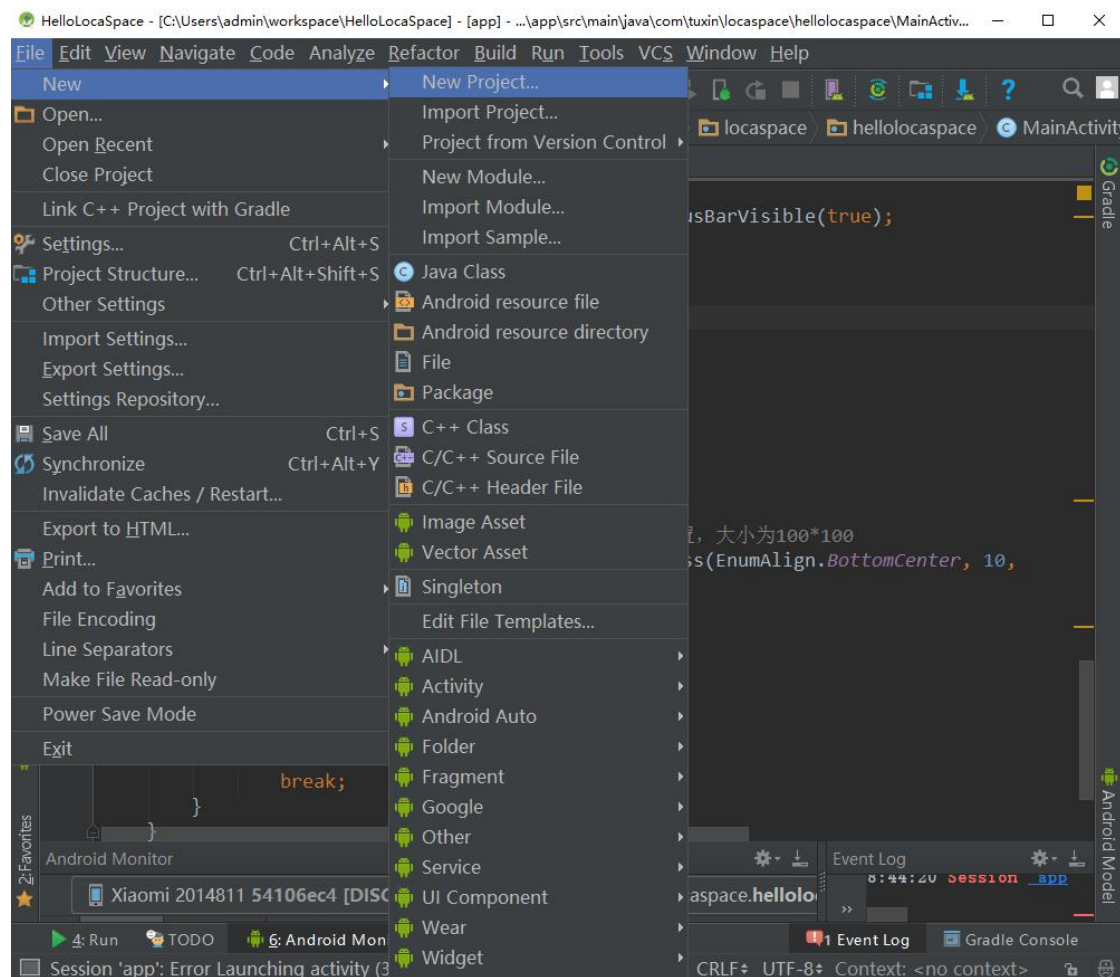 HelloLocaSpace - [C:\Users\admin\workspace\HelloLocaSpace] - [app] - ...\app\src\main\java\com\tuxin\locaspace\hellolocaspace\MainActiv...
File Edit View Navigate Code Analyze Refactor Build Run Tools VCS Window Help
New
Open...
Open Recent
Close Project
Link C++ Project with Gradle
Settings... Ctrl+Alt+S
Project Structure... Ctrl+Alt+Shift+S
Other Settings
Import Settings...
Export Settings...
Settings Repository...
Save All Ctrl+S
Synchronize Ctrl+Alt+Y
Invalidate Caches / Restart...
Export to HTML...
Print...
Add to Favorites
File Encoding
Line Separators
Make File Read-only
Power Save Mode
Exit
New Project...
Import Project...
Project from Version Control
New Module...
Import Module...
Import Sample...
Java Class
Android resource file
Android resource directory
File
Package
C++ Class
C/C++ Source File
C/C++ Header File
Image Asset
Vector Asset
Singleton
Edit File Templates...
AIDL
Activity
Android Auto
Folder
Fragment
Google
Other
Service
UI Component
Wear
Widget
locaspace hellolocaspace MainActivity
Gradle
usBarVisible(true);
，大小为100*100
ss(EnumAlign.BottomCenter, 10,
break;
}
}
2: Favorites
Android Model
Android Monitor
Event Log
Xiaomi 2014811 54106ec4 [DISC
aspace.hellolo
8:44:20 Session 'app'
4: Run TODO 6: Android Mon
1 Event Log Gradle Console
Session 'app': Error Launching activity (3
CRLF UTF-8 Context: <no context>